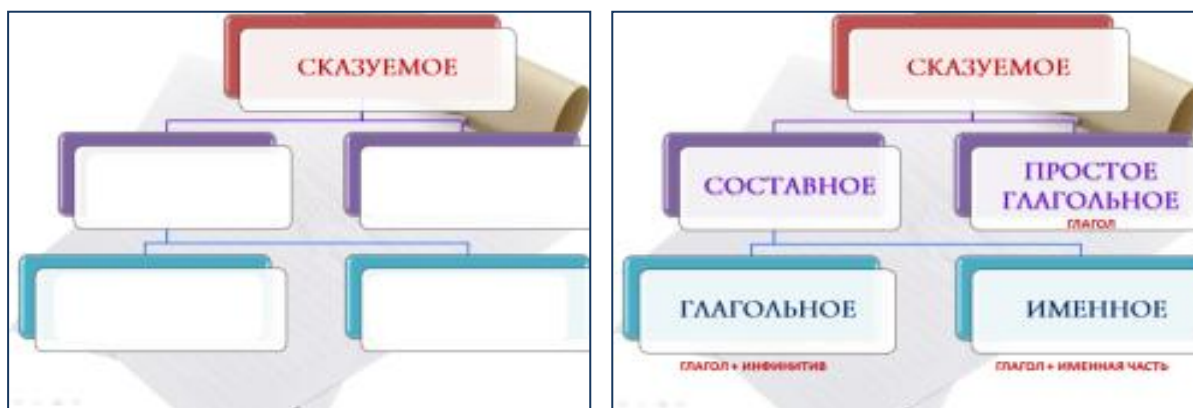 СКАЗУЕМОЕ
СКАЗУЕМОЕ
СОСТАВНОЕ
ПРОСТОЕ
ГЛАГОЛЬНОЕ
ГЛАГОЛ
ГЛАГОЛЬНОЕ
ИМЕННОЕ
ГЛАГОЛ + ИНФИНИТИВ
ГЛАГОЛ + ИМЕННАЯ ЧАСТЬ